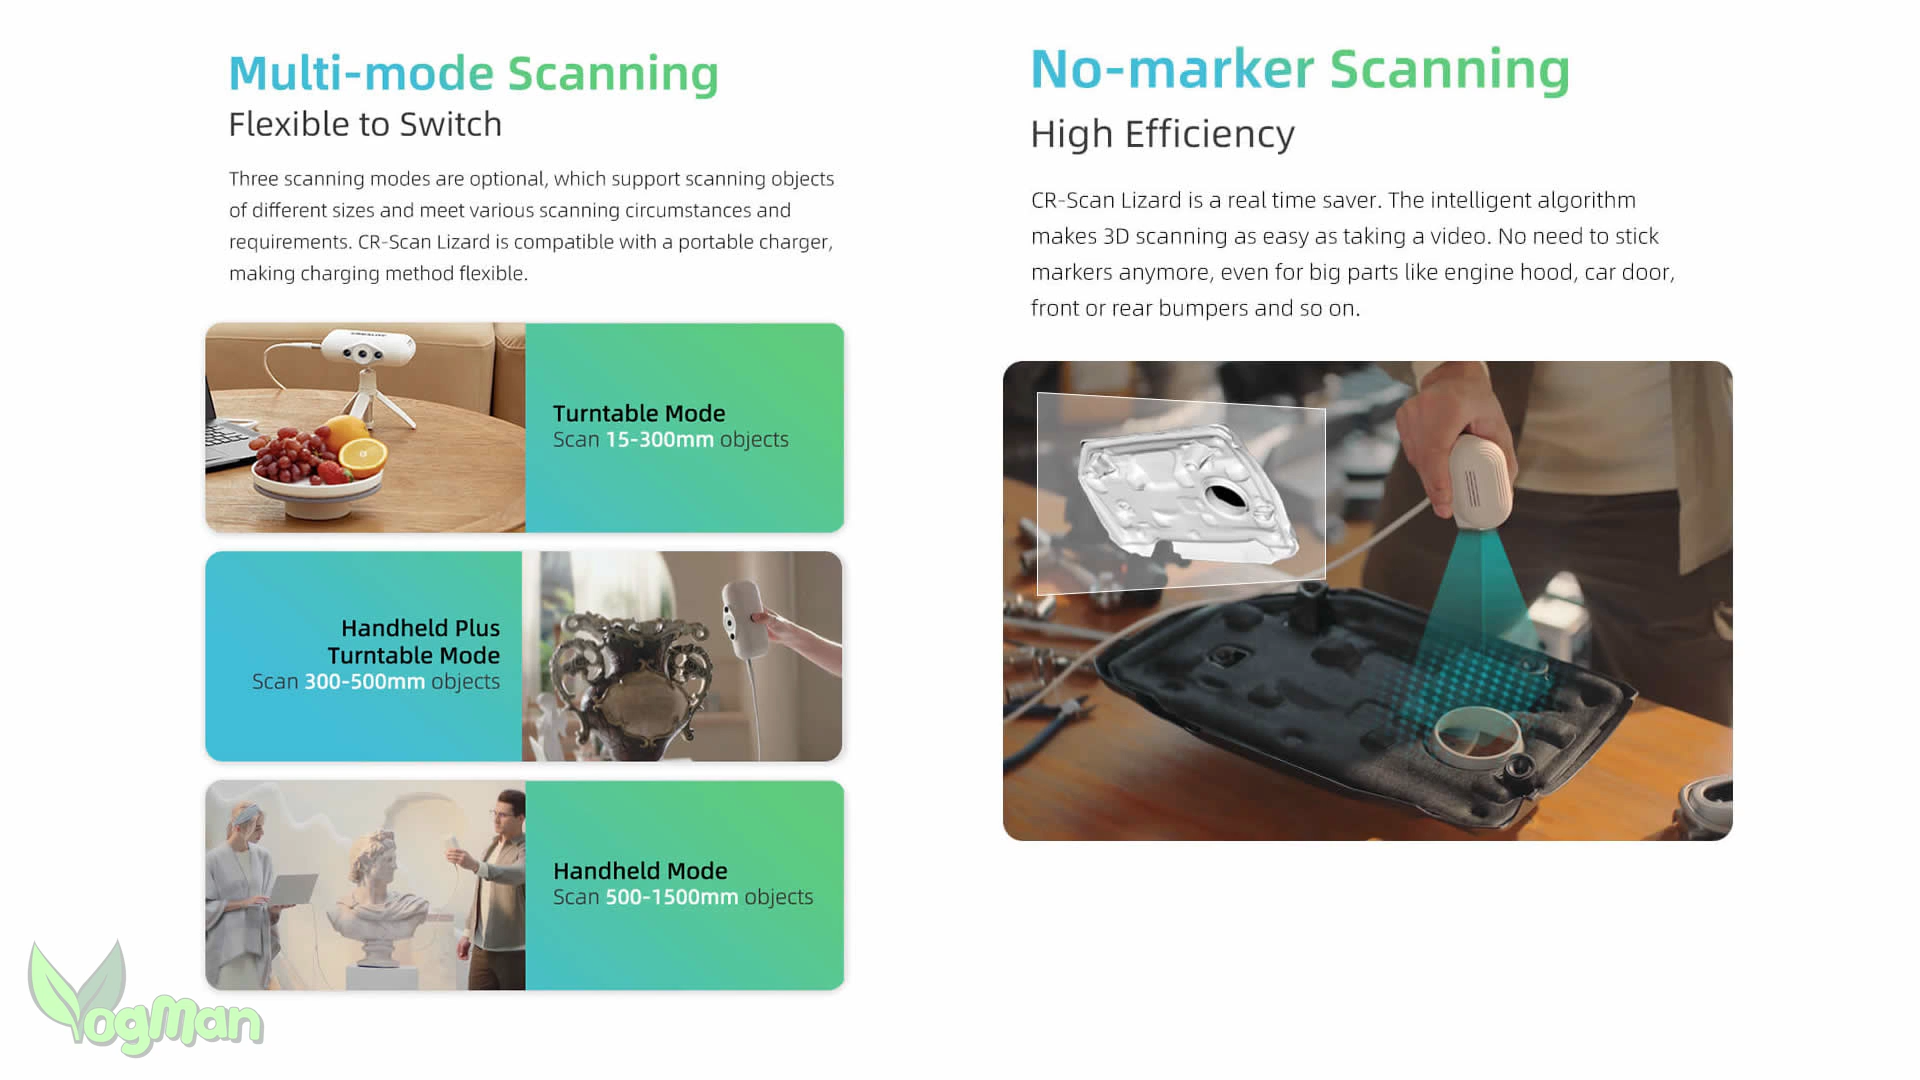 Multi-mode Scanning
Flexible to Switch
Three scanning modes are optional, which support scanning objects
of different sizes and meet various scanning circumstances and
requirements. CR-Scan Lizard is compatible with a portable charger,
making charging method flexible.
Turntable Mode
Scan 15-300mm objects
Handheld Plus
Turntable Mode
Scan 300-500mm objects
Handheld Mode
Scan 500-1500mm objects
No-marker Scanning
High Efficiency
CR-Scan Lizard is a real time saver. The intelligent algorithm
makes 3D scanning as easy as taking a video. No need to stick
markers anymore, even for big parts like engine hood, car door,
front or rear bumpers and so on.
YogMan